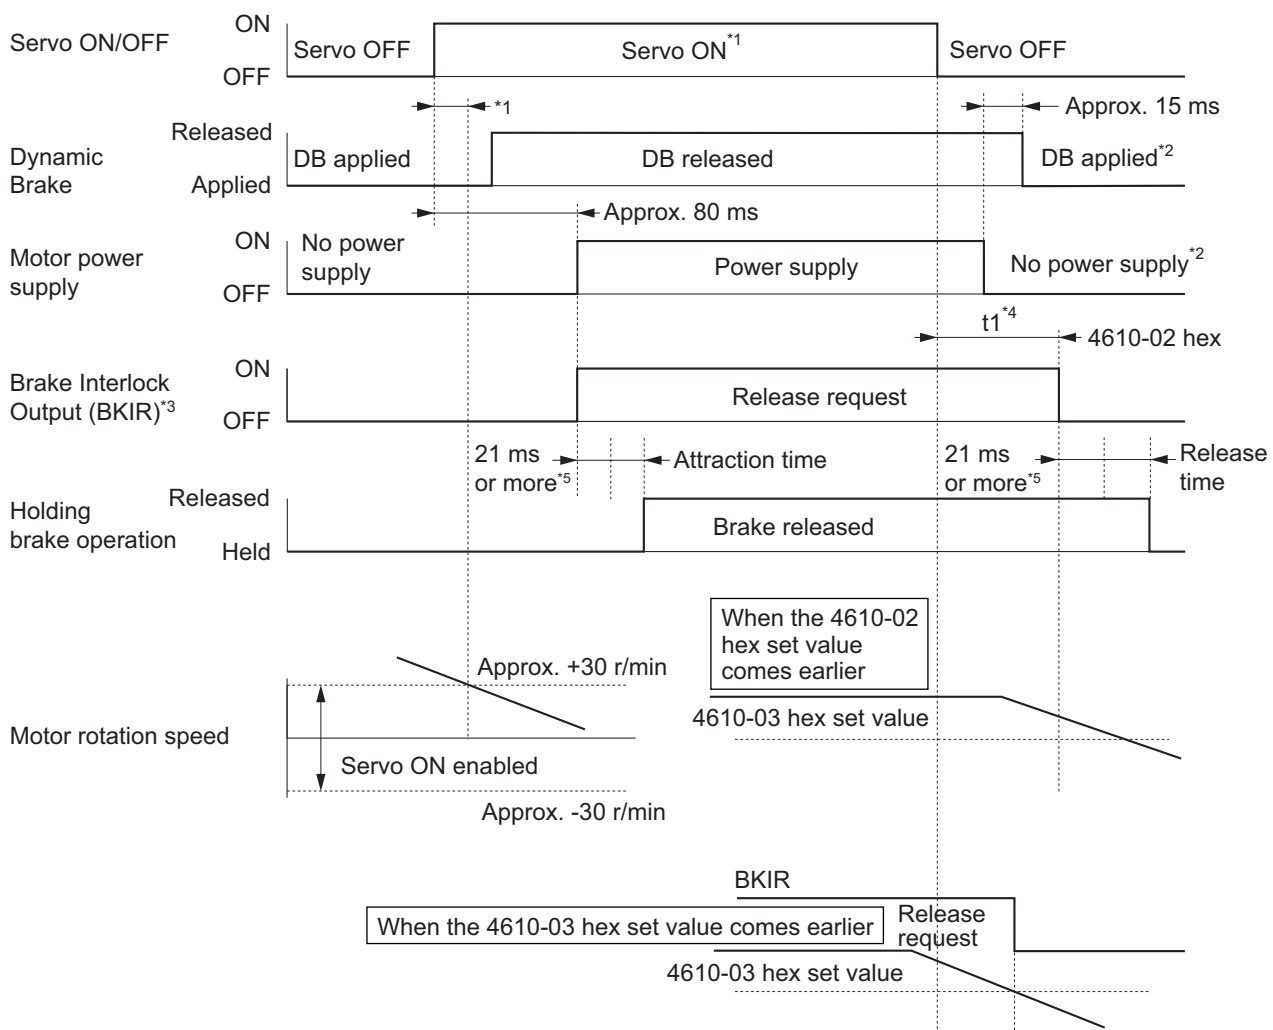 Servo ON/OFF
ON
OFF
Servo OFF
Servo ON*1
Servo OFF
*1
Approx. 15 ms
Dynamic
Brake
Released
Applied
DB applied
DB released
DB applied*2
Approx. 80 ms
Motor power
supply
ON
OFF
No power
supply
Power supply
No power supply*2
t1*4
4610-02 hex
Brake Interlock
Output (BKIR)*3
ON
OFF
Release request
21 ms
or more*5
Attraction time
21 ms
or more*5
Release
time
Holding
brake operation
Released
Held
Brake released
When the 4610-02
hex set value
comes earlier
Approx. +30 r/min
4610-03 hex set value
Motor rotation speed
Servo ON enabled
Approx. -30 r/min
BKIR
When the 4610-03 hex set value comes earlier
Release
request
4610-03 hex set value